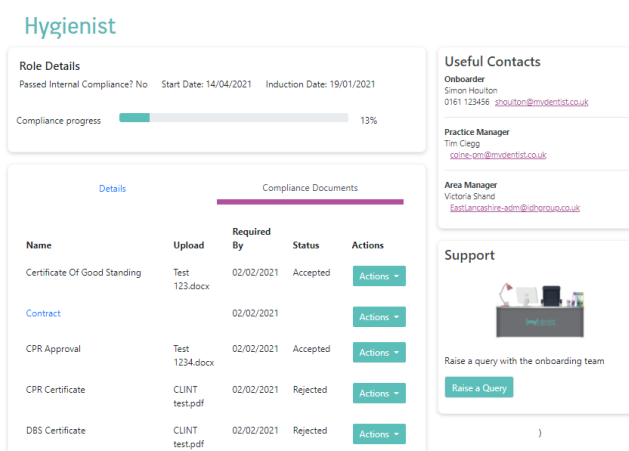 Hygienist
Role Details
Passed Internal Compliance? No Start Date: 14/04/2021 Induction Date: 19/01/2021
Compliance progress 13%
Details Compliance Documents
Name Upload Required By Status Actions
Certificate Of Good Standing Test 123.docx 02/02/2021 Accepted Actions
Contract 02/02/2021 Actions
CPR Approval Test 1234.docx 02/02/2021 Accepted Actions
CPR Certificate CLINT test.pdf 02/02/2021 Rejected Actions
DBS Certificate CLINT test.pdf 02/02/2021 Rejected Actions
Useful Contacts
Onboarder
Simon Houlton
0161 123456 shoulton@mydentist.co.uk
Practice Manager
Tim Clegg
colne-pm@mydentist.co.uk
Area Manager
Victoria Shand
EastLancashire-adm@idhgroup.co.uk
Support
Raise a query with the onboarding team
Raise a Query
)